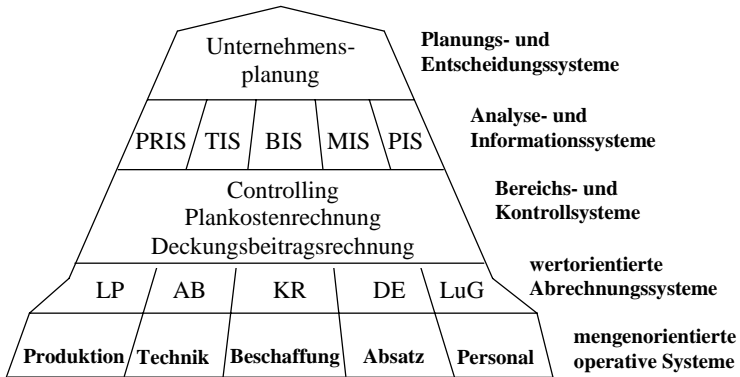 Unternehmens-
planung
Planungs- und
Entscheidungssysteme
PRIS TIS BIS MIS PIS
Analyse- und
Informationssysteme
Controlling
Plankostenrechnung
Deckungsbeitragsrechnung
Bereichs- und
Kontrollsysteme
LP AB KR DE LuG
wertorientierte
Abrechnungssysteme
Produktion Technik Beschaffung Absatz Personal
mengenorientierte
operative Systeme